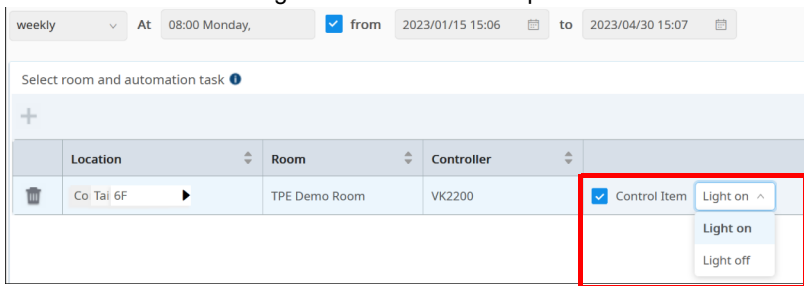 weekly At 08:00 Monday, from 2023/01/15 15:06 to 2023/04/30 15:07
Select room and automation task
Location Room Controller
Co Tai 6F TPE Demo Room VK2200 Control Item Light on
Light on
Light off